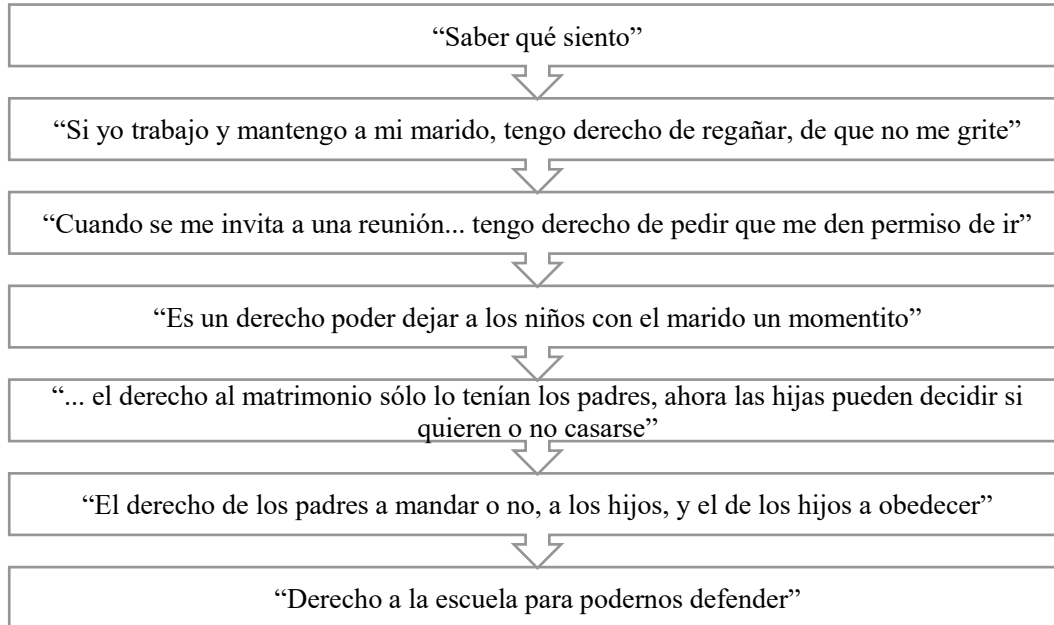 “Saber qué siento”
“Si yo trabajo y mantengo a mi marido, tengo derecho de regañar, de que no me grite”
“Cuando se me invita a una reunión... tengo derecho de pedir que me den permiso de ir”
“Es un derecho poder dejar a los niños con el marido un momentito”
“... el derecho al matrimonio sólo lo tenían los padres, ahora las hijas pueden decidir si
quieren o no casarse”
“El derecho de los padres a mandar o no, a los hijos, y el de los hijos a obedecer”
“Derecho a la escuela para podernos defender”